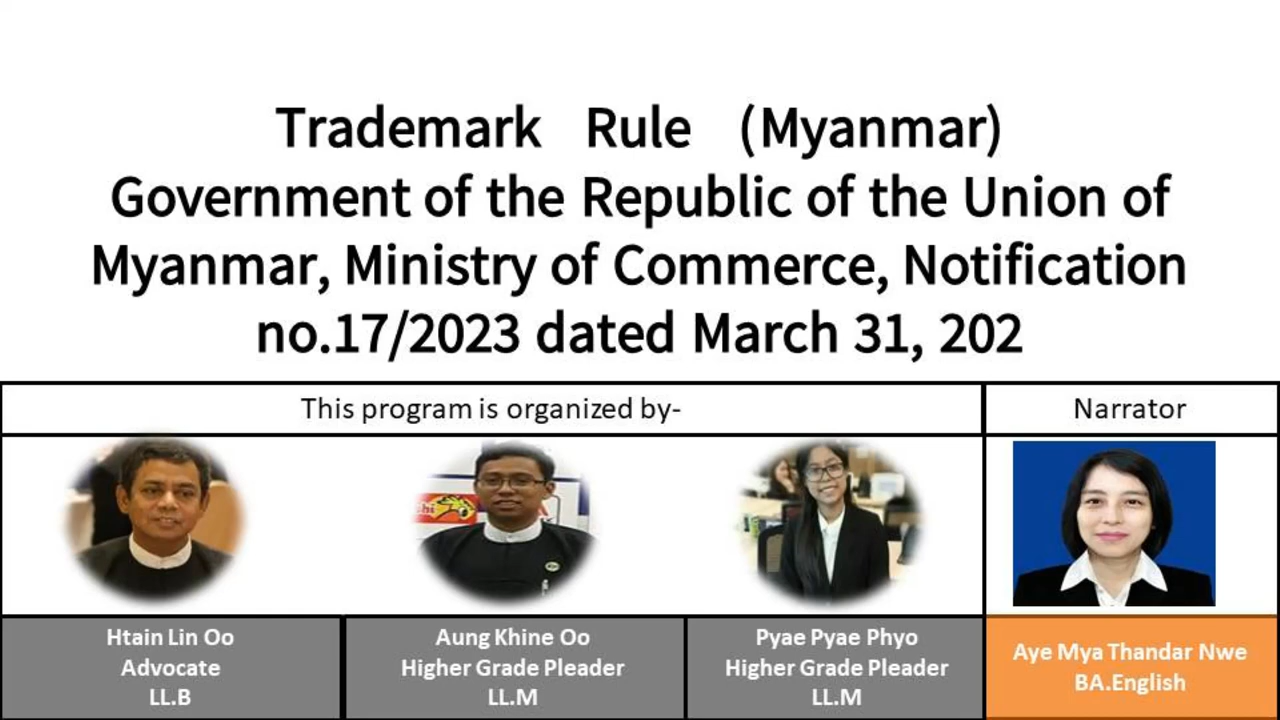 Trademark Rule (Myanmar)
Government of the Republic of the Union of
Myanmar, Ministry of Commerce, Notification
no.17/2023 dated March 31, 202
This program is organized by-
Narrator
Htain Lin Oo
Advocate
LL.B
Aung Khine Oo
Higher Grade Pleader
LL.M
Pyae Pyae Phyo
Higher Grade Pleader
LL.M
Aye Mya Thandar Nwe
BA.English